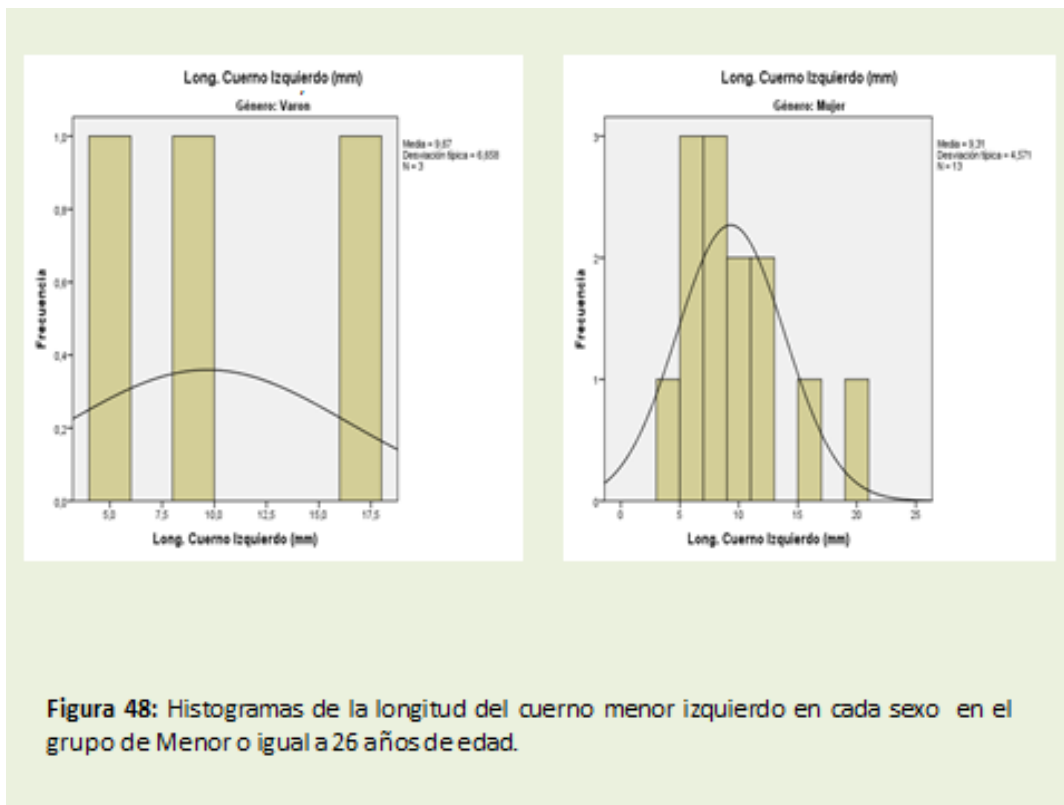 Long. Cuerno Izquierdo (mm)
Género: Varon
Media = 9,67
Desviación típica = 6,658
N = 3
Frecuencia
1,0
0,8
0,6
0,4
0,2
0,0
5,0 7,5 10,0 12,5 15,0 17,5
Long. Cuerno Izquierdo (mm)
Long. Cuerno Izquierdo (mm)
Género: Mujer
Media = 9,31
Desviación típica = 4,571
N = 13
Frecuencia
3
2
1
0
0 5 10 15 20 25
Long. Cuerno Izquierdo (mm)
Figura 48: Histogramas de la longitud del cuerno menor izquierdo en cada sexo en el
grupo de Menor o igual a 26 años de edad.